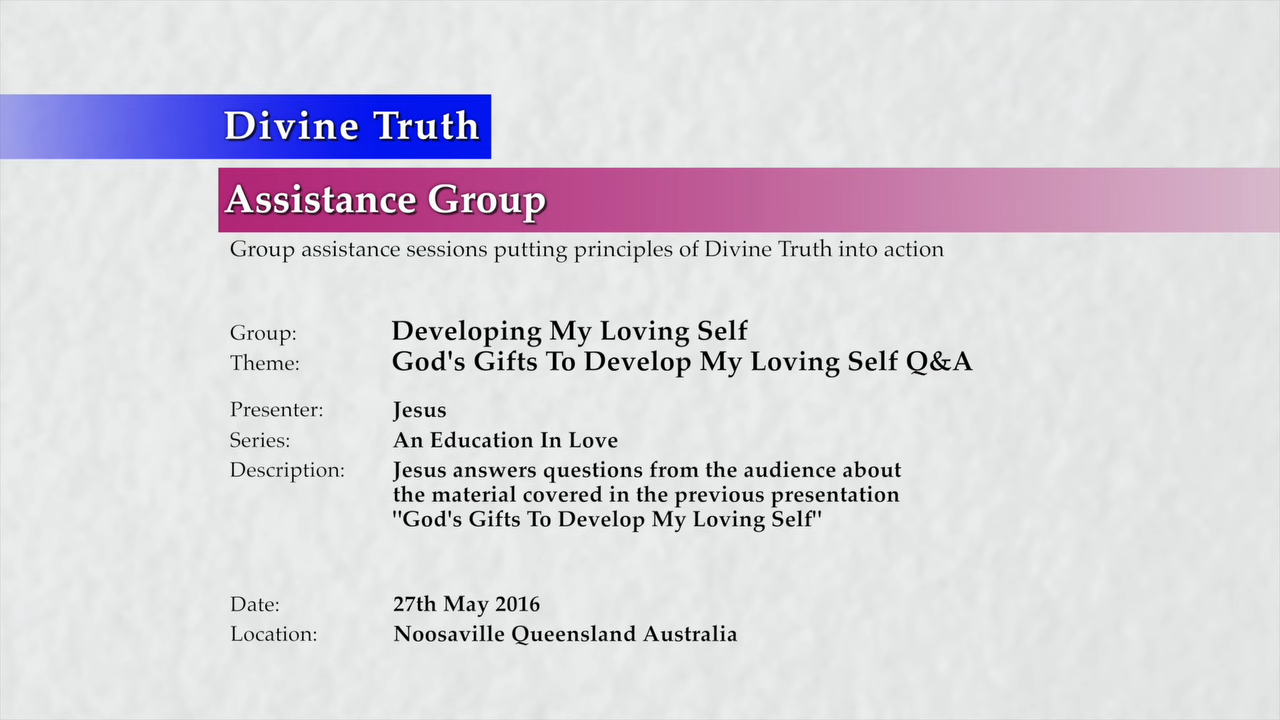 Divine Truth
Assistance Group
Group assistance sessions putting principles of Divine Truth into action
Group: Developing My Loving Self
Theme: God's Gifts To Develop My Loving Self Q&A
Presenter: Jesus
Series: An Education In Love
Description: Jesus answers questions from the audience about
the material covered in the previous presentation
"God's Gifts To Develop My Loving Self"
Date: 27th May 2016
Location: Noosaville Queensland Australia